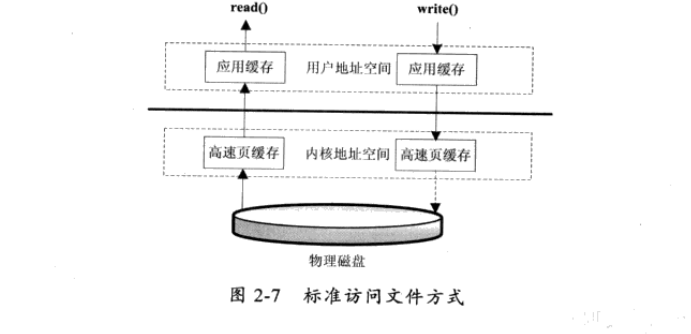 read() write()
应用缓存 用户地址空间 应用缓存
高速页缓存 内核地址空间 高速页缓存
物理磁盘
图 2-7 标准访问文件方式